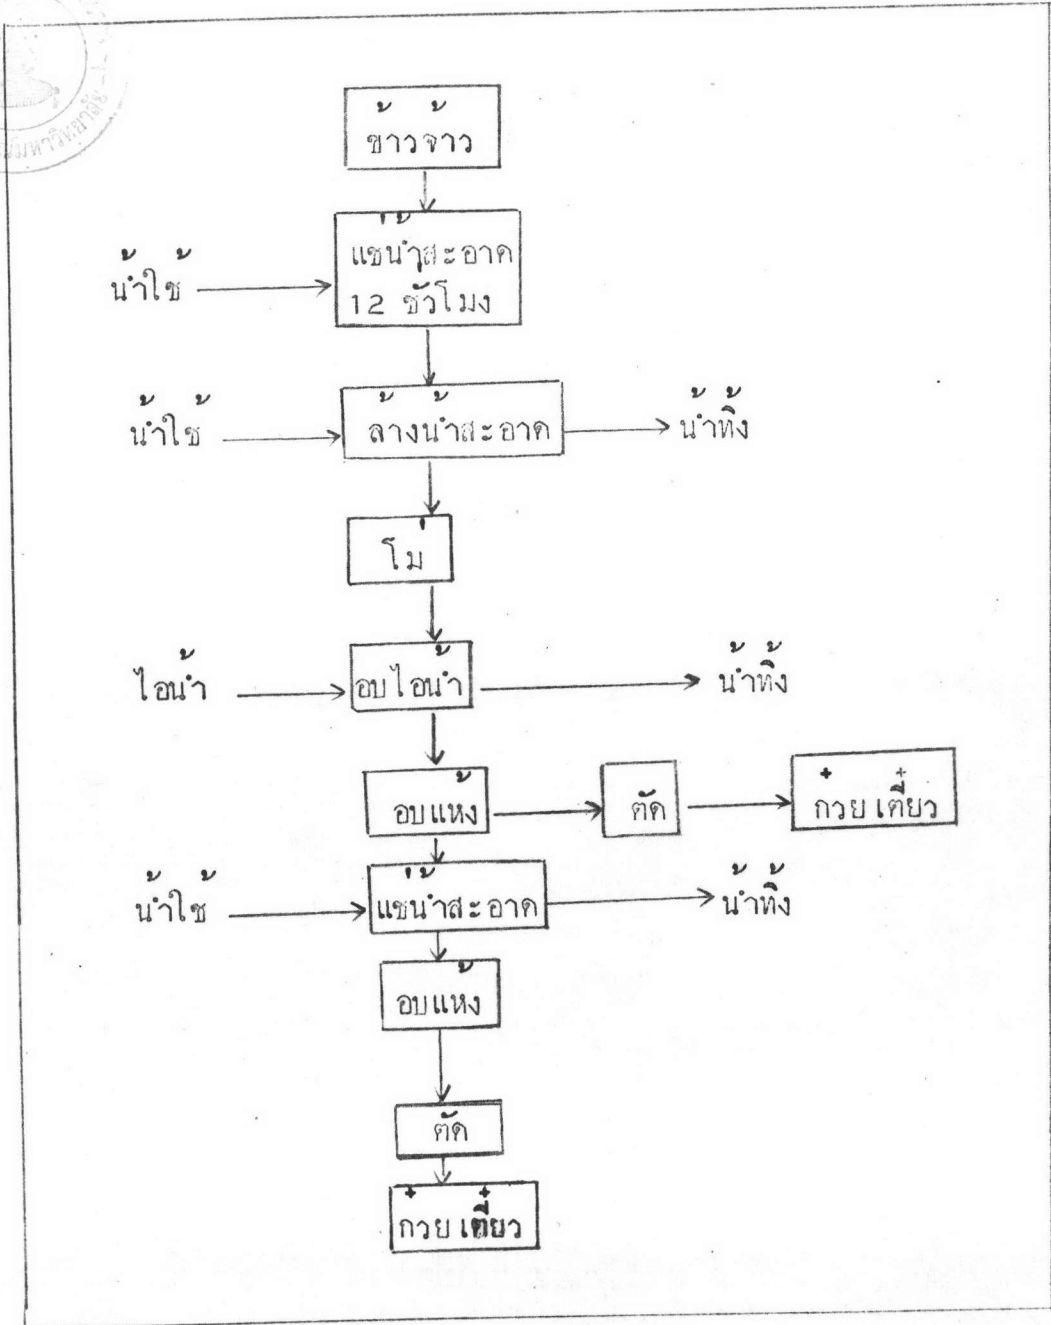 ข้าวจ้าว
แช่น้ำสะอาด
12 ชั่วโมง
น้ำใช้
น้ำใช้
ล้างน้ำสะอาด
น้ำทิ้ง
โม่
ไอน้ำ
อบไอน้ำ
น้ำทิ้ง
อบแห้ง
ตัด
ก๋วยเตี๋ยว
น้ำใช้
แช่น้ำสะอาด
น้ำทิ้ง
อบแห้ง
ตัด
ก๋วยเตี๋ยว